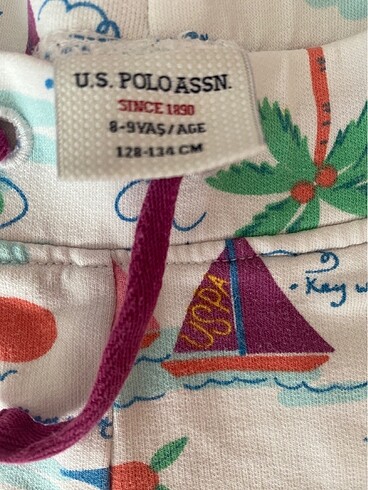 U.S. POLO ASSN.
SINCE 1890
8-9 YAŞ/AGE
128-134 CM
USPA
Key